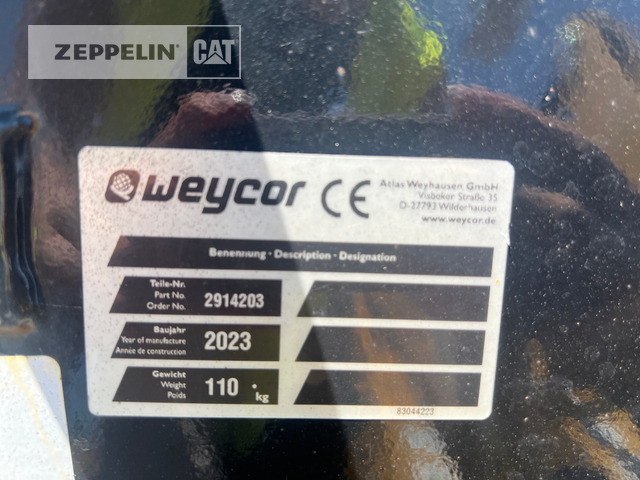 ZEPPELIN CAT
weycor CE
Atlas Weyhausen GmbH
Visbeker Straße 35
D-27793 Wildeshausen
www.weycor.de
Benennung · Description · Designation
Teile-Nr.
Part No.
Order No.
2914203
Baujahr
Year of manufacture
Année de construction
2023
Gewicht
Weight
Poids
110 kg
83044223